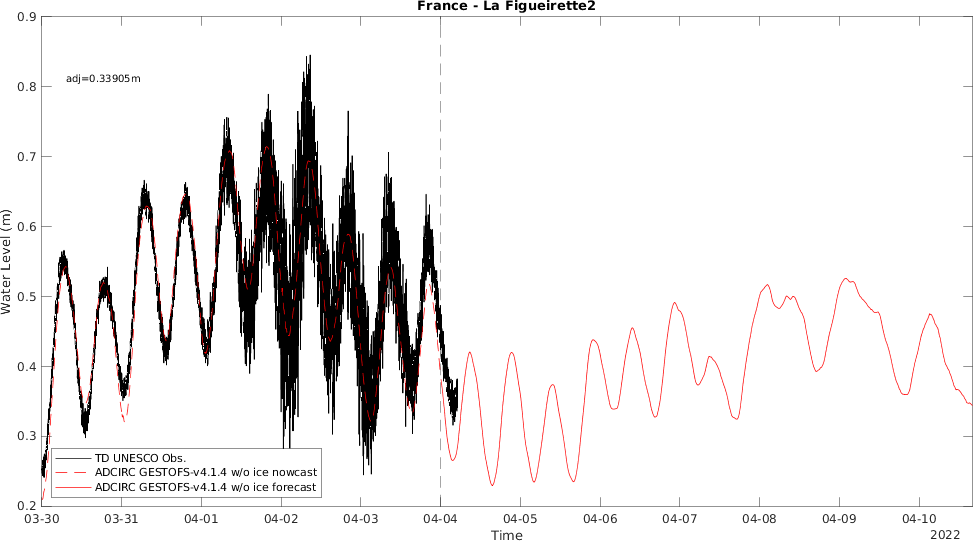 France - La Figueirette2
adj=0.33905m
Water Level (m)
0.9
0.8
0.7
0.6
0.5
0.4
0.3
0.2
TD UNESCO Obs.
ADCIRC GESTOFS-v4.1.4 w/o ice nowcast
ADCIRC GESTOFS-v4.1.4 w/o ice forecast
03-30 03-31 04-01 04-02 04-03 04-04 04-05 04-06 04-07 04-08 04-09 04-10
Time
2022